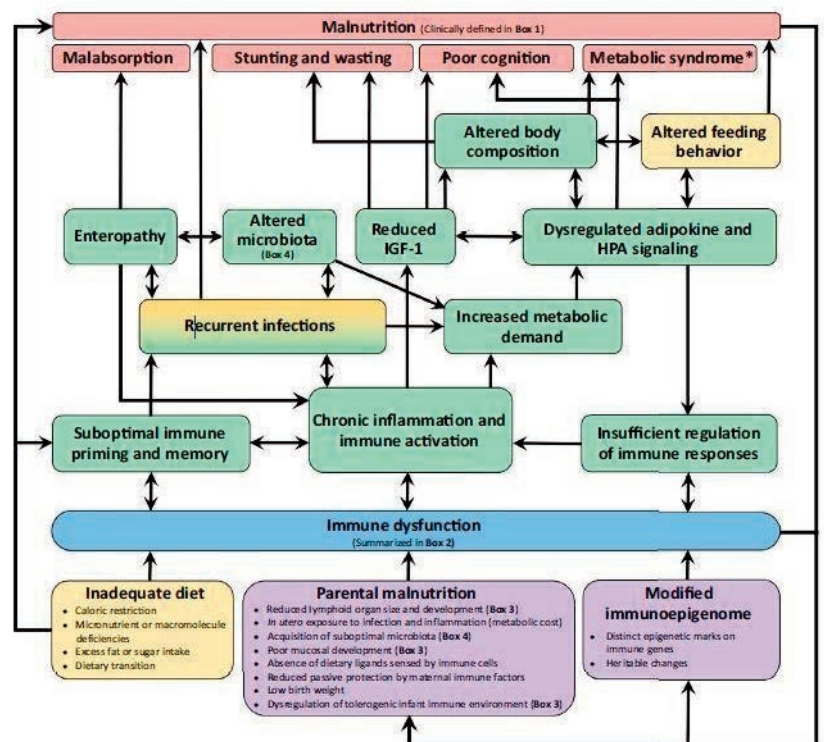 Malnutrition (Clinically defined in Box 1)
Malabsorption
Stunting and wasting
Poor cognition
Metabolic syndrome*
Altered body
composition
Altered feeding
behavior
Enteropathy
Altered
microbiota
(Box 4)
Reduced
IGF-1
Dysregulated adipokine and
HPA signaling
Recurrent infections
Increased metabolic
demand
Suboptimal immune
priming and memory
Chronic inflammation and
immune activation
Insufficient regulation
of immune responses
Immune dysfunction
(Summarized in Box 2)
Inadequate diet
• Caloric restriction
• Micronutrient or macromolecule
deficiencies
• Excess fat or sugar intake
• Dietary transition
Parental malnutrition
• Reduced lymphoid organ size and development (Box 3)
• In utero exposure to infection and inflammation (metabolic cost)
• Acquisition of suboptimal microbiota (Box 4)
• Poor mucosal development (Box 3)
• Absence of dietary ligands sensed by immune cells
• Reduced passive protection by maternal immune factors
• Low birth weight
• Dysregulation of tolerogenic infant immune environment (Box 3)
Modified
immunoepigenome
• Distinct epigenetic marks on
immune genes
• Heritable changes